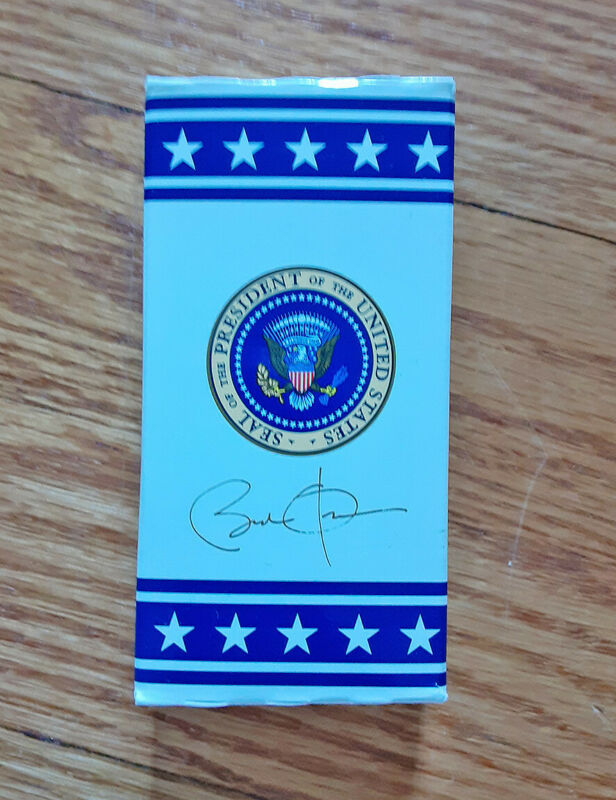 SEAL OF THE PRESIDENT OF THE UNITED STATES